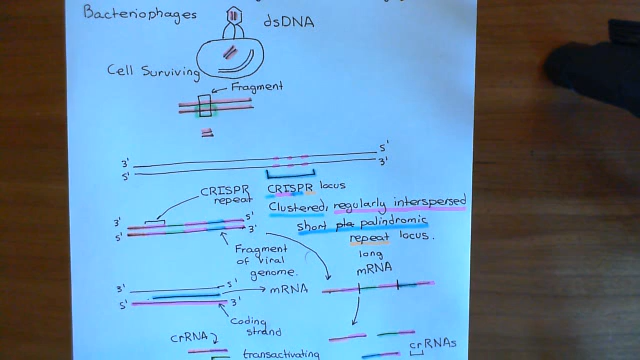 Bacteriophages
dsDNA
Cell Surviving
Fragment
3' 5'
5' 3'
CRISPR repeat
CRISPR locus
Clustered, regularly interspersed
short palindromic
repeat locus.
3' 5'
5' 3'
Fragment
of viral
genome.
long
mRNA
3' 5'
5' 3'
mRNA
Coding
strand
crRNA
crRNAs
transactivating